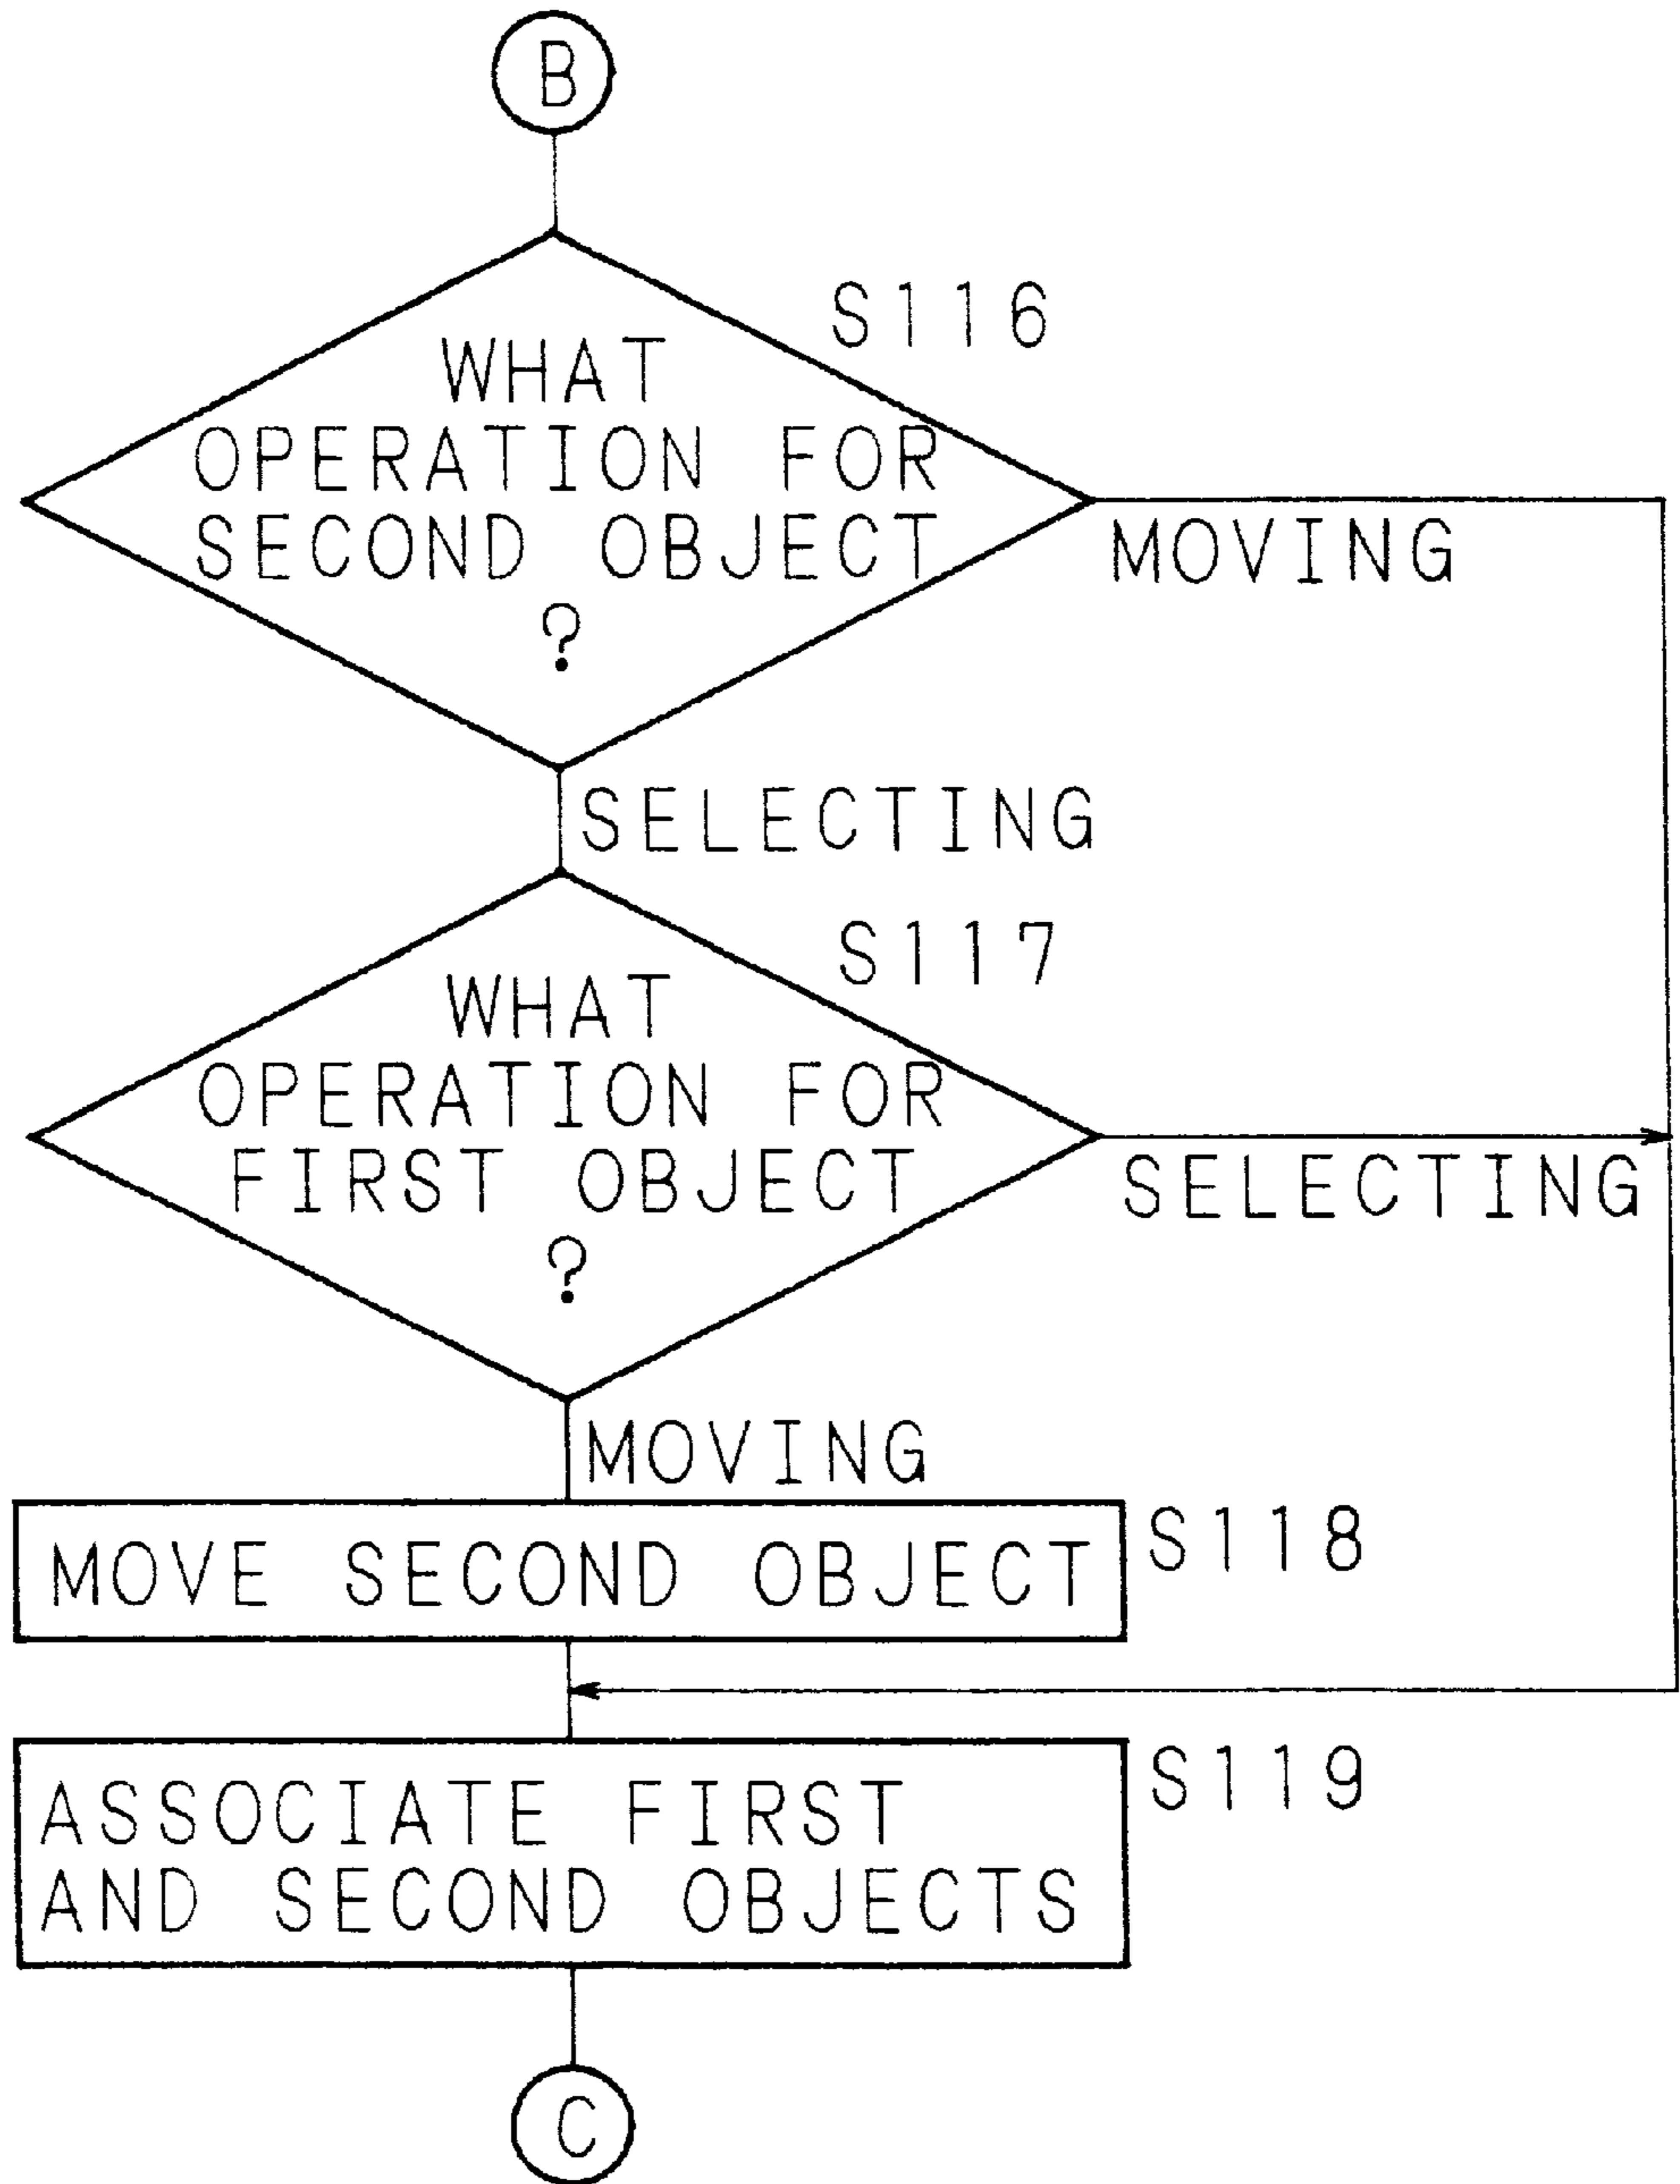 B
S116
WHAT
OPERATION FOR
SECOND OBJECT
?
MOVING
SELECTING
S117
WHAT
OPERATION FOR
FIRST OBJECT
?
SELECTING
MOVING
MOVE SECOND OBJECT
S118
ASSOCIATE FIRST
AND SECOND OBJECTS
S119
C